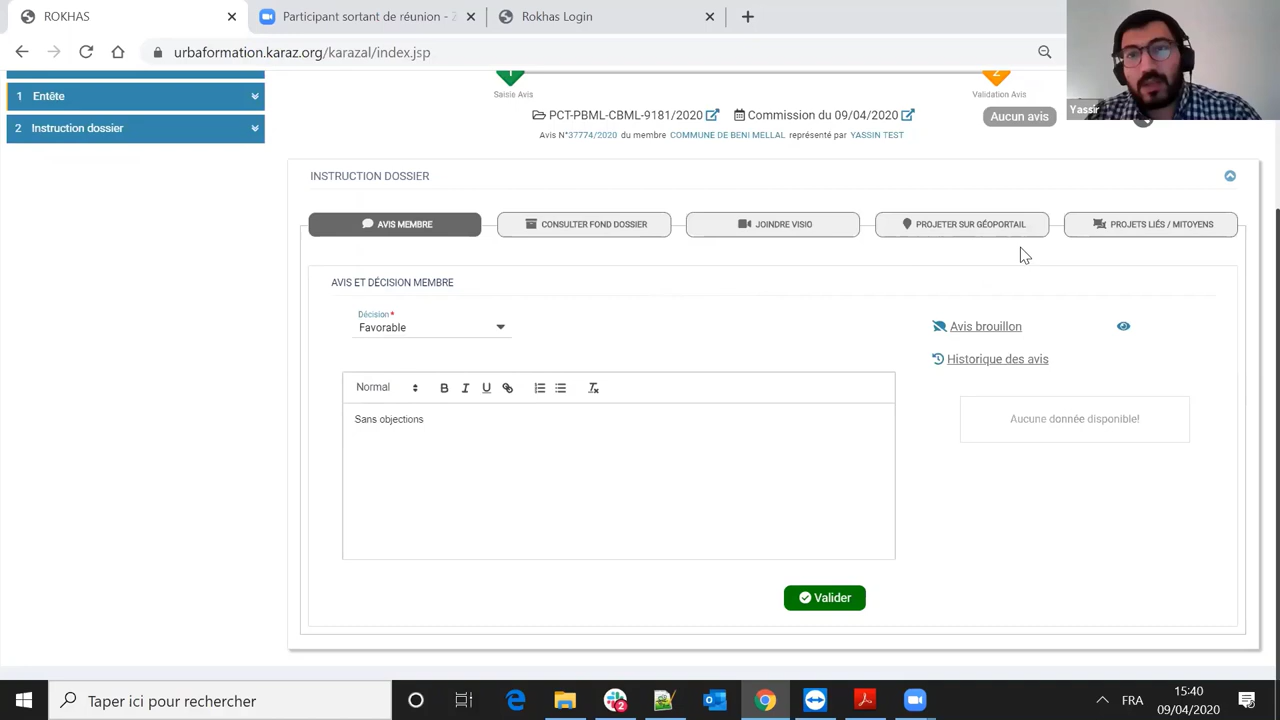 ROKHAS
Participant sortant de réunion - Z
Rokhas Login
urbaformation.karaz.org/karazal/index.jsp
Yassir
1 Entête
2 Instruction dossier
1
2
Saisie Avis
Validation Avis
PCT-PBML-CBML-9181/2020
Commission du 09/04/2020
Aucun avis
Avis N°37774/2020 du membre COMMUNE DE BENI MELLAL représenté par YASSIN TEST
INSTRUCTION DOSSIER
AVIS MEMBRE
CONSULTER FOND DOSSIER
JOINDRE VISIO
PROJETER SUR GÉOPORTAIL
PROJETS LIÉS / MITOYENS
AVIS ET DÉCISION MEMBRE
Décision *
Favorable
Avis brouillon
Historique des avis
Normal
B I U
Sans objections
Aucune donnée disponible!
Valider
Taper ici pour rechercher
2
FRA
15:40
09/04/2020